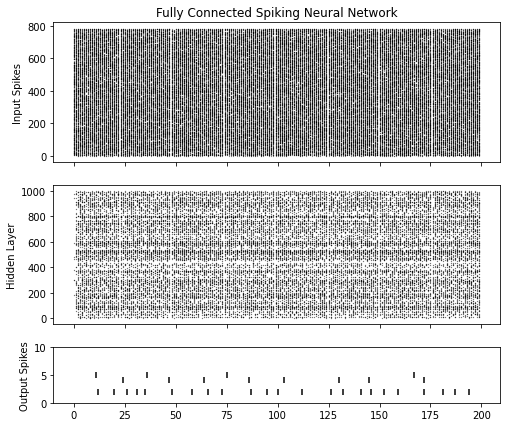 Fully Connected Spiking Neural Network
Input Spikes
800
600
400
200
0
Hidden Layer
1000
800
600
400
200
0
Output Spikes
10
5
0
0 25 50 75 100 125 150 175 200